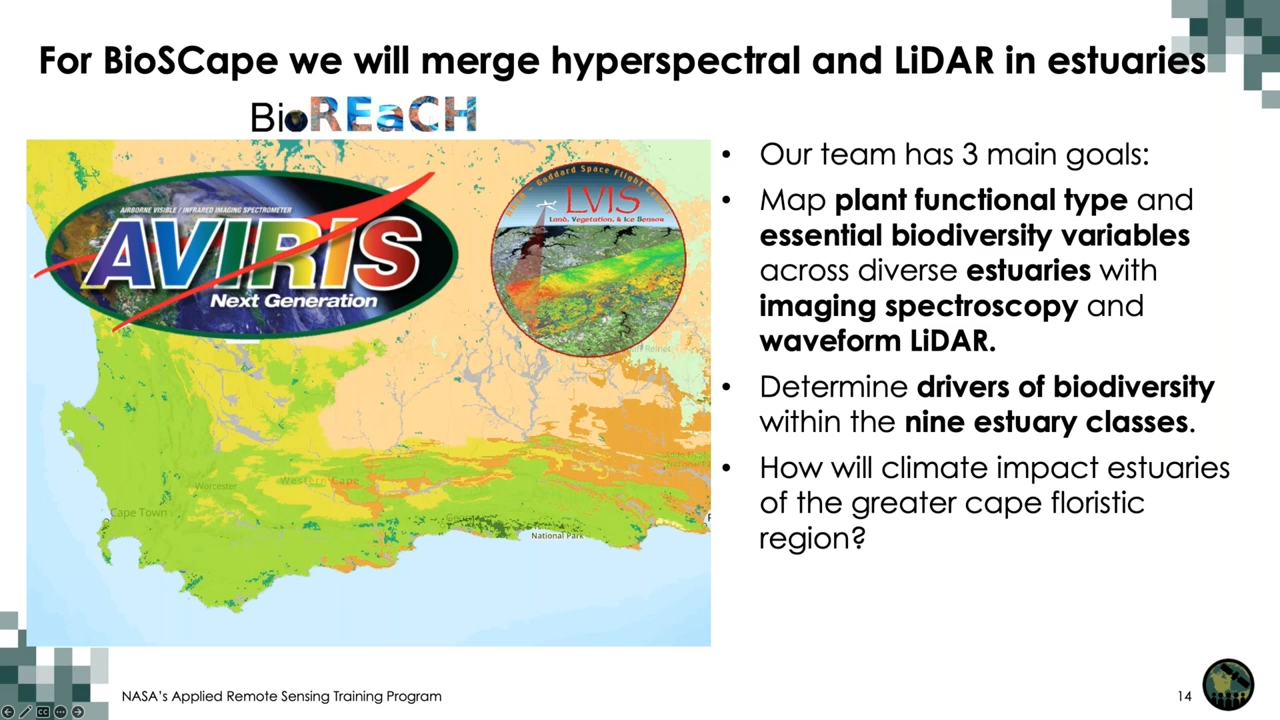 For BioSCape we will merge hyperspectral and LiDAR in estuaries
BioREaCH
AIRBORNE VISIBLE / INFRARED IMAGING SPECTROMETER
AVIRIS
Next Generation
Goddard Space Flight
LVIS
Land, Vegetation, & Ice Sensor
Worcester
Western Cape
Cape Town
National Park
• Our team has 3 main goals:
• Map plant functional type and
essential biodiversity variables
across diverse estuaries with
imaging spectroscopy and
waveform LiDAR.
• Determine drivers of biodiversity
within the nine estuary classes.
• How will climate impact estuaries
of the greater cape floristic
region?
NASA's Applied Remote Sensing Training Program
14